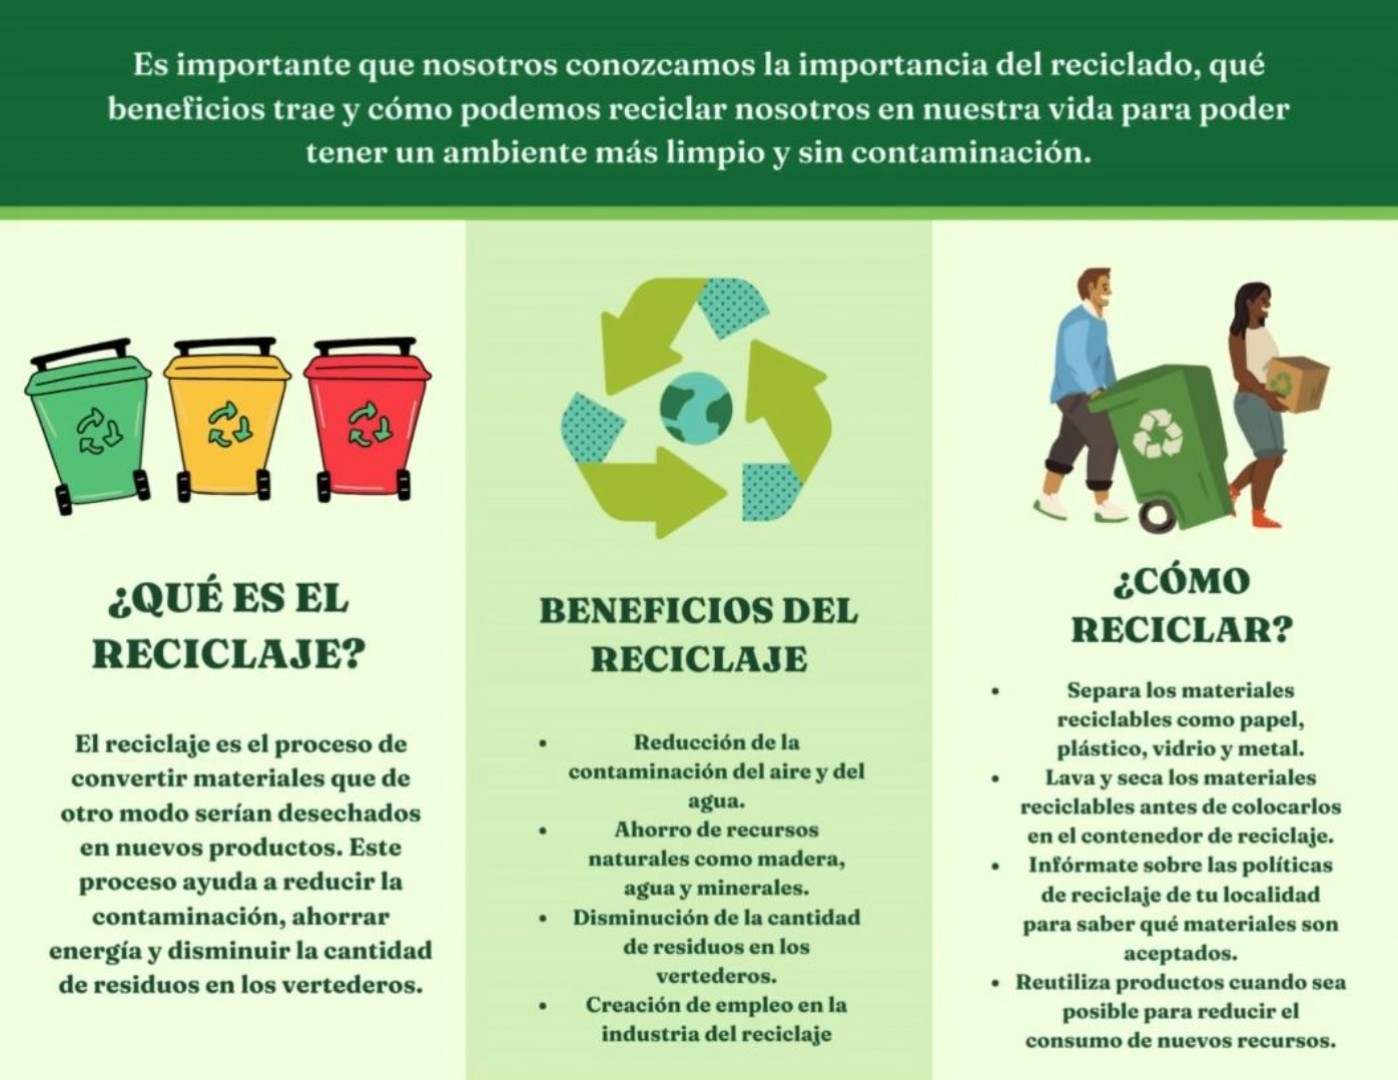 Es importante que nosotros conozcamos la importancia del reciclado, qué
beneficios trae y cómo podemos reciclar nosotros en nuestra vida para poder
tener un ambiente más limpio y sin contaminación.
¿QUÉ ES EL
RECICLAJE?
El reciclaje es el proceso de
convertir materiales que de
otro modo serían desechados
en nuevos productos. Este
proceso ayuda a reducir la
contaminación, ahorrar
energía y disminuir la cantidad
de residuos en los vertederos.
BENEFICIOS DEL
RECICLAJE
• Reducción de la
contaminación del aire y del
agua.
• Ahorro de recursos
naturales como madera,
agua y minerales.
• Disminución de la cantidad
de residuos en los
vertederos.
• Creación de empleo en la
industria del reciclaje
¿CÓMO
RECICLAR?
• Separa los materiales
reciclables como papel,
plástico, vidrio y metal.
• Lava y seca los materiales
reciclables antes de colocarlos
en el contenedor de reciclaje.
• Infórmate sobre las políticas
de reciclaje de tu localidad
para saber qué materiales son
aceptados.
• Reutiliza productos cuando sea
posible para reducir el
consumo de nuevos recursos.